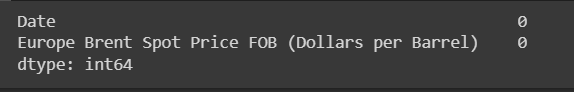 Date 0
Europe Brent Spot Price FOB (Dollars per Barrel) 0
dtype: int64